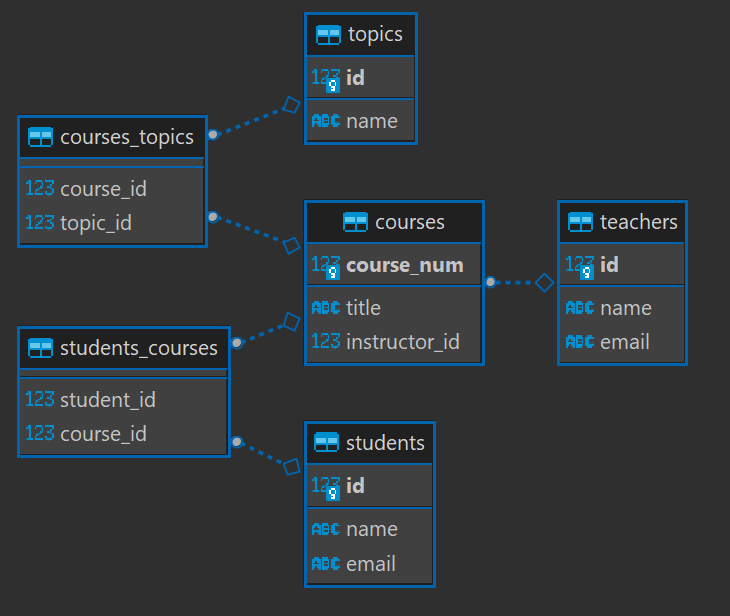 topics
123 id
ABC name
courses_topics
123 course_id
123 topic_id
courses
123 course_num
ABC title
123 instructor_id
teachers
123 id
ABC name
ABC email
students_courses
123 student_id
123 course_id
students
123 id
ABC name
ABC email